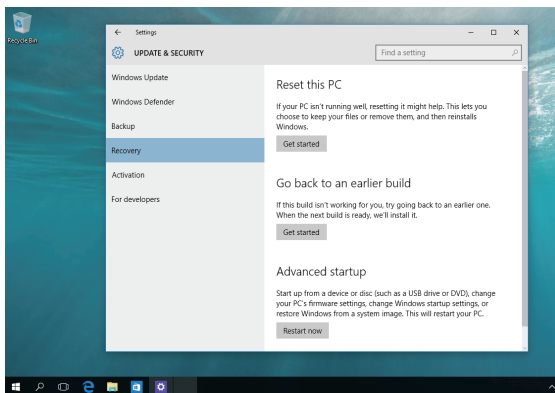 Recycle Bin
Settings
UPDATE & SECURITY
Find a setting
Windows Update
Windows Defender
Backup
Recovery
Activation
For developers
Reset this PC
If your PC isn't running well, resetting it might help. This lets you
choose to keep your files or remove them, and then reinstalls
Windows.
Get started
Go back to an earlier build
If this build isn't working for you, try going back to an earlier one.
When the next build is ready, we'll install it.
Get started
Advanced startup
Start up from a device or disc (such as a USB drive or DVD), change
your PC's firmware settings, change Windows startup settings, or
restore Windows from a system image. This will restart your PC.
Restart now